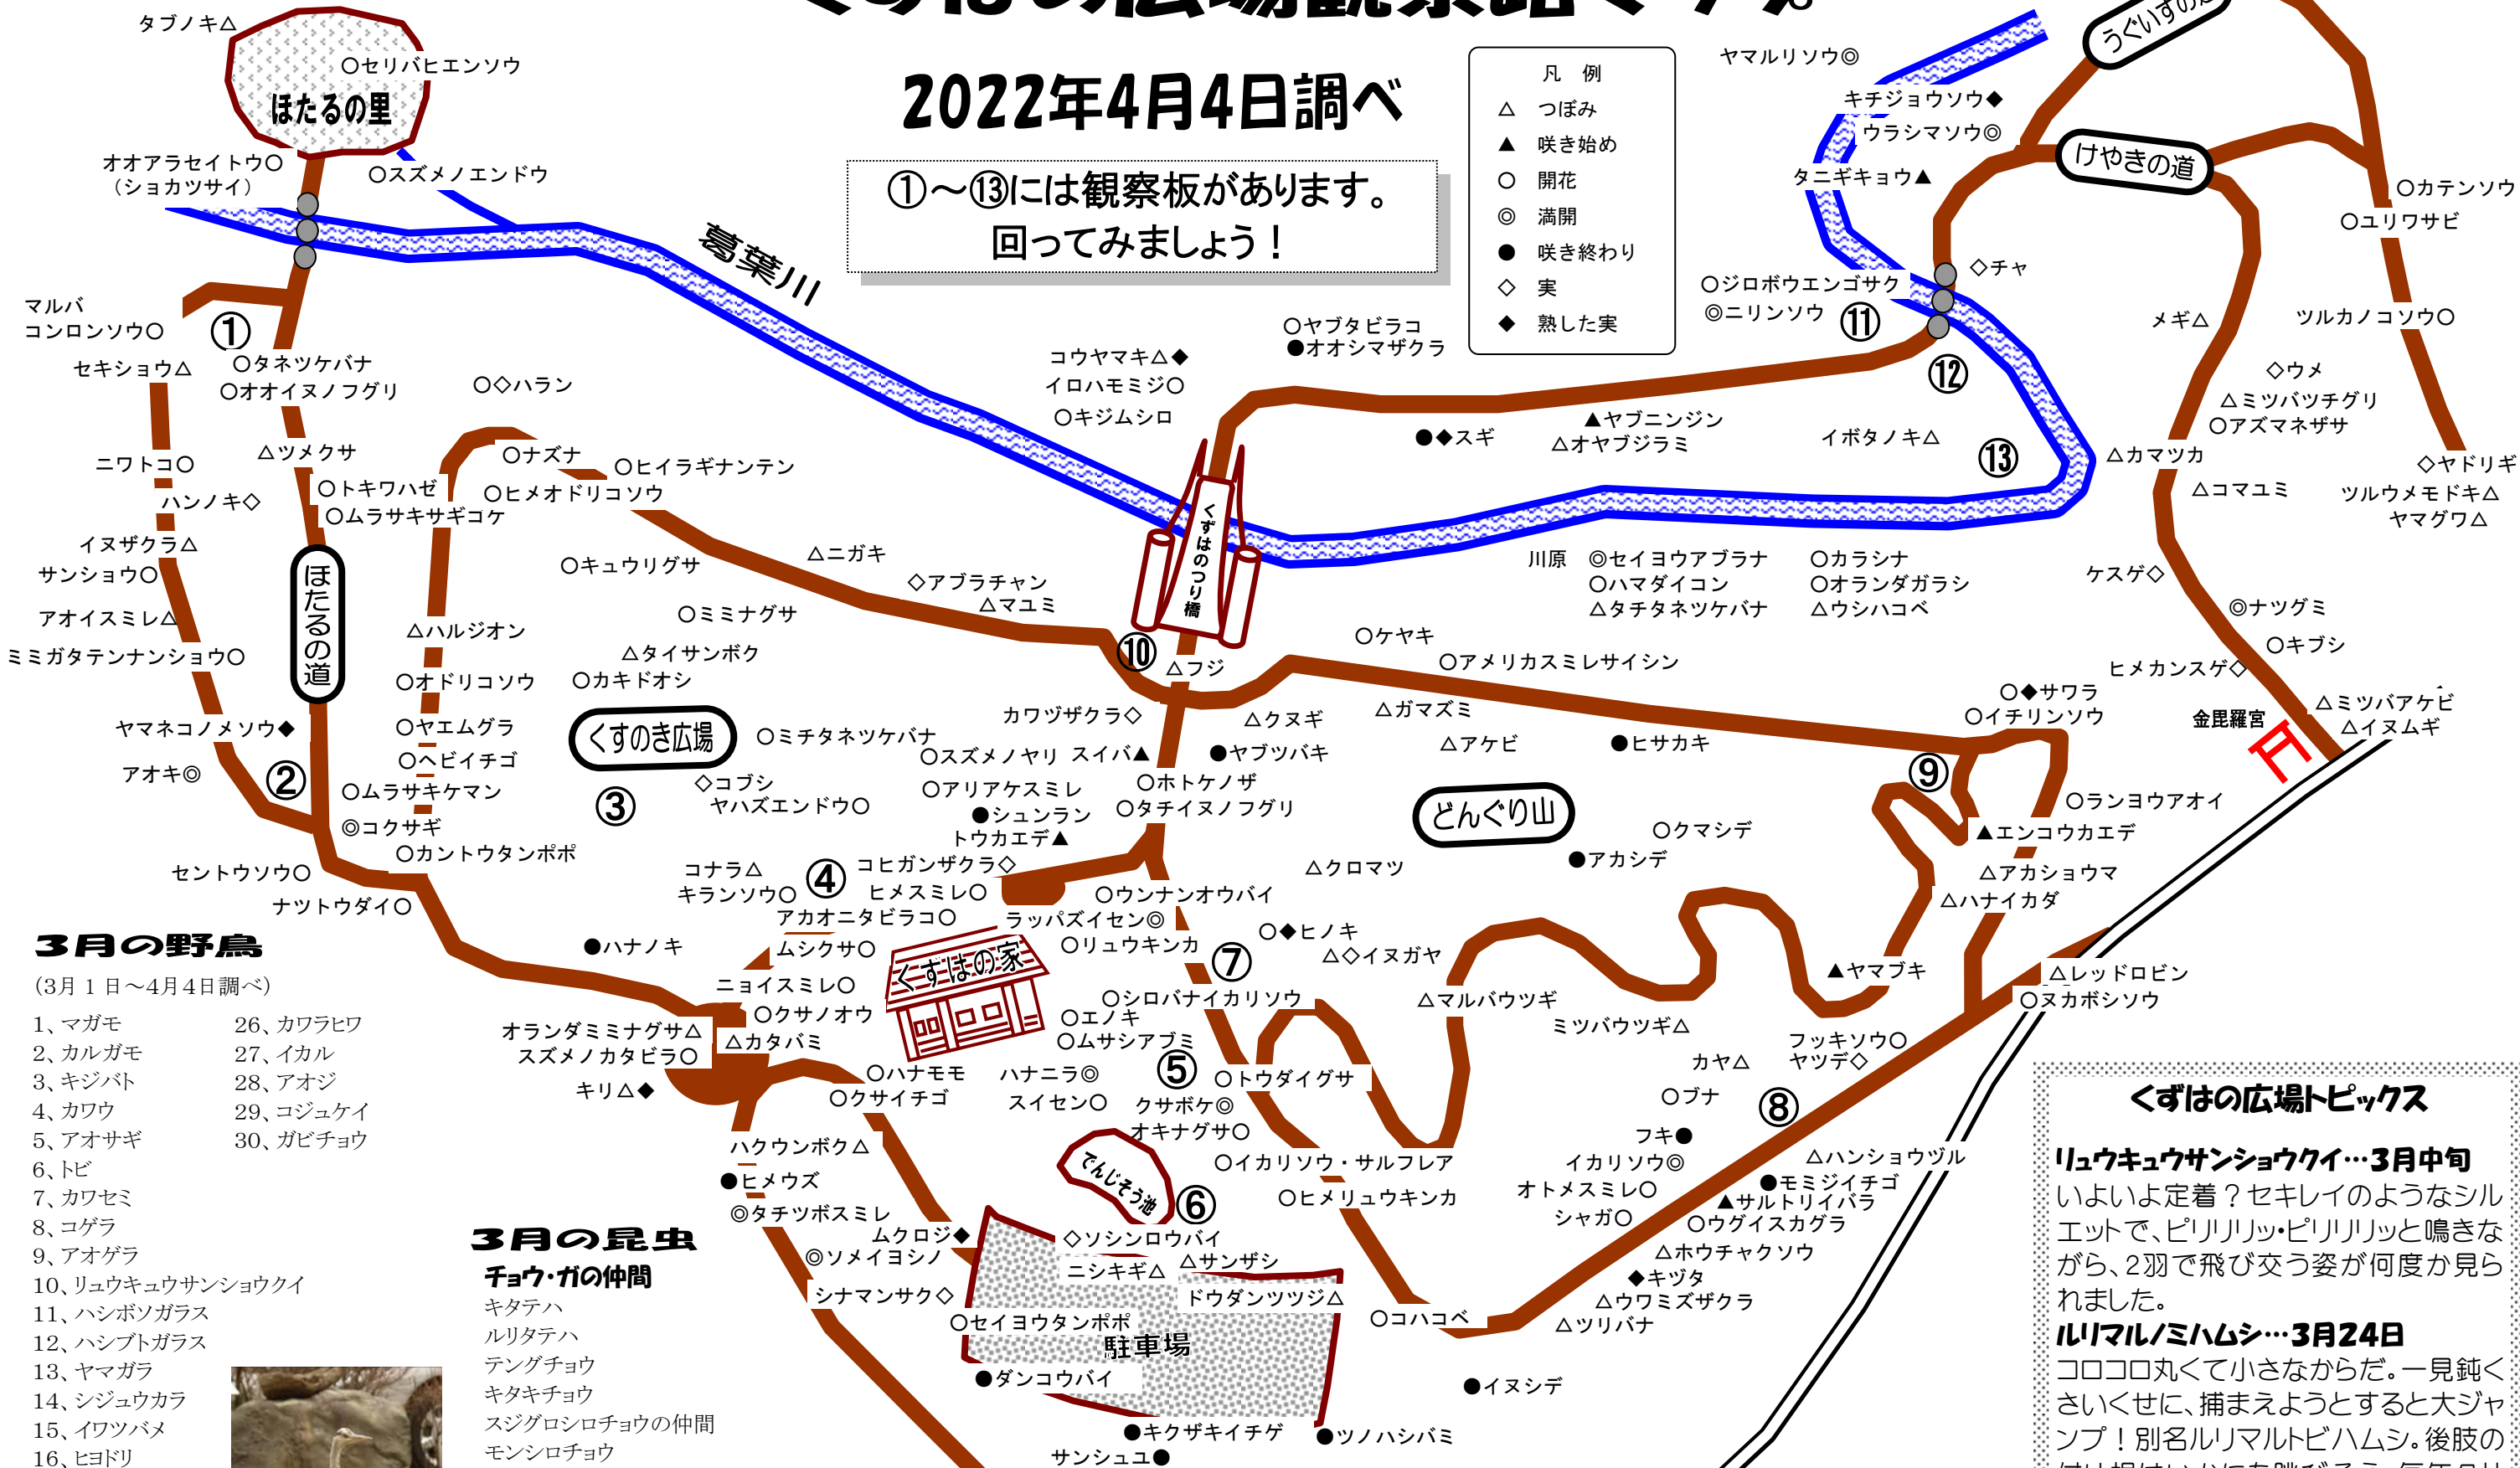 くずはの広場観察路マップ
2022年4月4日調べ
①～⑬には観察板があります。
回ってみましょう！
凡 例
△ つぼみ
▲ 咲き始め
○ 開花
◎ 満開
● 咲き終わり
◇ 実
◆ 熟した実
タブノキ△
○セリバヒエンソウ
ほたるの里
オオアラセイトウ○
（ショカツサイ）
○スズメノエンドウ
葛葉川
マルバ
コンロンソウ○
①
セキショウ△
○タネツケバナ
○オオイヌノフグリ
○◇ハラン
△ツメクサ
○ナズナ
ニワトコ○
○ヒイラギナンテン
ハンノキ◇
○トキワハゼ
○ヒメオドリコソウ
○ムラサキサギゴケ
イヌザクラ△
サンショウ○
ほたるの道
○キュウリグサ
△ニガキ
◇アブラチャン
△マユミ
アオイスミレ△
○ミミナグサ
△ハルジオン
ミミガタテンナンショウ○
△タイサンボク
○オドリコソウ
○カキドオシ
ヤマネコノメソウ◆
○ヤエムグラ
くすのき広場
○ミチタネツケバナ
○ヘビイチゴ
アオキ◎
②
③
○ムラサキケマン
◇コブシ
ヤハズエンドウ○
◎コクサギ
○カントウタンポポ
セントウソウ○
ナツトウダイ○
ヤマルリソウ◎
うぐいすの道
キチジョウソウ◆
ウラシマソウ◎
けやきの道
タニギキョウ▲
○カテンソウ
○ユリワサビ
◇チャ
○ジロボウエンゴサク
◎ニリンソウ
⑪
⑫
メギ△
ツルカノコソウ○
○ヤブタビラコ
●オオシマザクラ
コウヤマキ△◆
イロハモミジ○
○キジムシロ
◇ウメ
△ミツバツチグリ
○アズマネザサ
▲ヤブニンジン
●◆スギ
△オヤブジラミ
イボタノキ△
⑬
△カマツカ
◇ヤドリギ
△コマユミ
ツルウメモドキ△
ヤマグワ△
くずはのつり橋
川原 ◎セイヨウアブラナ ○カラシナ
○ハマダイコン ○オランダガラシ
△タチタネツケバナ △ウシハコベ
ケスゲ◇
◎ナツグミ
○キブシ
ヒメカンスゲ◇
○ケヤキ
○アメリカスミレサイシン
⑩
△フジ
○◆サワラ
○イチリンソウ
金毘羅宮
△ミツバアケビ
△イヌムギ
カワヅザクラ◇
△クヌギ
△ガマズミ
○スズメノヤリ
スイバ▲
●ヤブツバキ
△アケビ
●ヒサカキ
⑨
○アリアケスミレ
○ホトケノザ
○タチイヌノフグリ
●シュンラン
トウカエデ▲
どんぐり山
○ランヨウアオイ
○クマシデ
▲エンコウカエデ
●アカシデ
コナラ△
④
コヒガンザクラ◇
△クロマツ
△アカショウマ
キランソウ○
ヒメスミレ○
○ウンナンオウバイ
△ハナイカダ
アカオニタビラコ○
ラッパズイセン◎
●ハナノキ
ムシクサ○
くずはの家
○リュウキンカ
○◆ヒノキ
△◇イヌガヤ
⑦
ニョイスミレ○
▲ヤマブキ
△レッドロビン
○ヌカボシソウ
○クサノオウ
○シロバナイカリソウ
△マルバウツギ
○エノキ
○ムサシアブミ
ミツバウツギ△
オランダミミナグサ△
スズメノカタビラ○
△カタバミ
フッキソウ○
ヤツデ◇
カヤ△
キリ△◆
○ハナモモ
ハナニラ◎
⑤
○トウダイグサ
○クサイチゴ
スイセン○
クサボケ◎
オキナグサ○
○ブナ
⑧
フキ●
ハクウンボク△
でんじそう池
○イカリソウ・サルフレア
イカリソウ◎
△ハンショウヅル
●ヒメウズ
⑥
○ヒメリュウキンカ
オトメスミレ○
●モミジイチゴ
▲サルトリイバラ
◎タチツボスミレ
シャガ○
○ウグイスカグラ
ムクロジ◆
◇ソシンロウバイ
△ホウチャクソウ
◎ソメイヨシノ
ニシキギ△
△サンザシ
◆キヅタ
シナマンサク◇
ドウダンツツジ△
△ウワミズザクラ
○セイヨウタンポポ
駐車場
○コハコベ
△ツリバナ
●ダンコウバイ
●イヌシデ
●キクザキイチゲ
●ツノハシバミ
サンシュユ●
3月の野鳥
（3月１日～4月4日調べ）
1、マガモ
2、カルガモ
3、キジバト
4、カワウ
5、アオサギ
6、トビ
7、カワセミ
8、コゲラ
9、アオゲラ
10、リュウキュウサンショウクイ
11、ハシボソガラス
12、ハシブトガラス
13、ヤマガラ
14、シジュウカラ
15、イワツバメ
16、ヒヨドリ
26、カワラヒワ
27、イカル
28、アオジ
29、コジュケイ
30、ガビチョウ
3月の昆虫
チョウ・ガの仲間
キタテハ
ルリタテハ
テングチョウ
キタキチョウ
スジグロシロチョウの仲間
モンシロチョウ
くずはの広場トピックス
リュウキュウサンショウクイ…3月中旬
いよいよ定着？セキレイのようなシル
エットで、ピリリリッ・ピリリリッと鳴きな
がら、2羽で飛び交う姿が何度か見ら
れました。
ルリマルノミハムシ…3月24日
コロコロ丸くて小さなからだ。一見鈍く
さいくせに、捕まえようとすると大ジャ
ンプ！別名ルリマルトビハムシ。後肢の